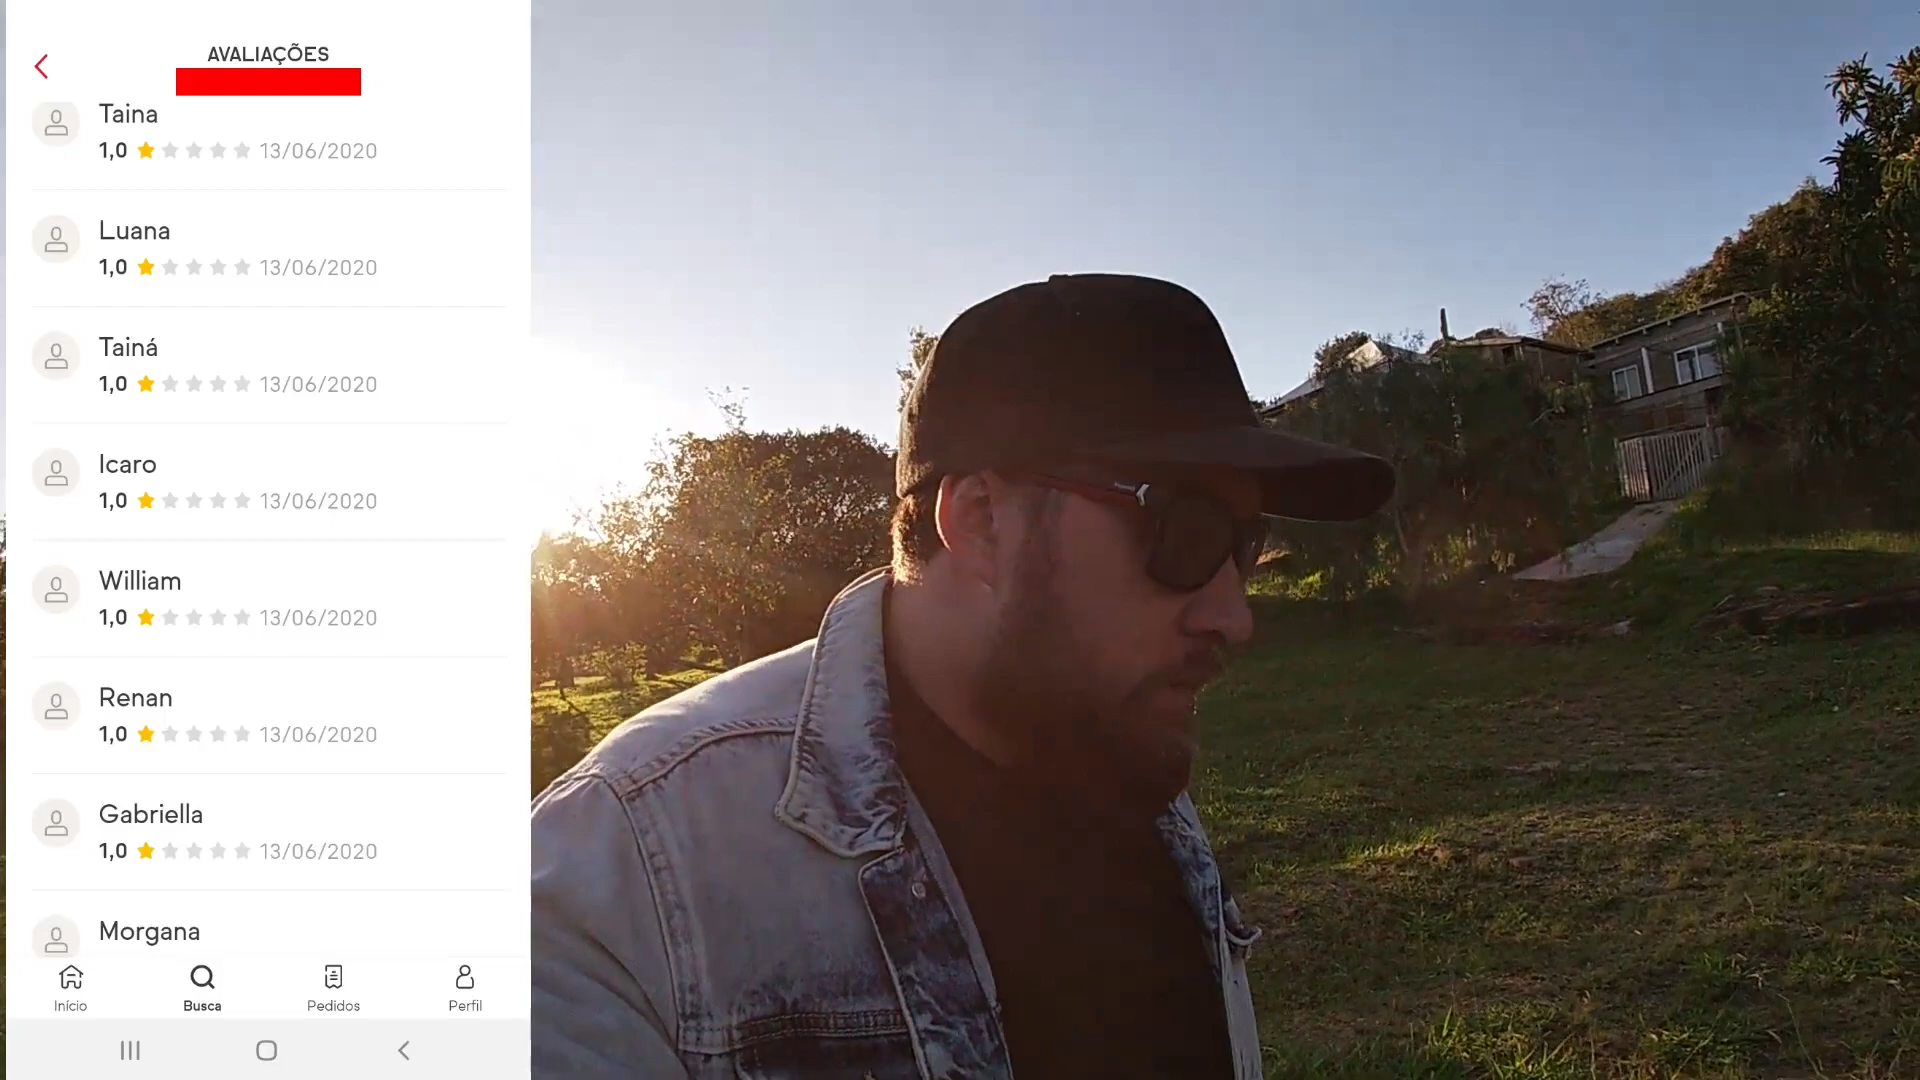 AVALIAÇÕES
Taina
1,0 13/06/2020
Luana
1,0 13/06/2020
Tainá
1,0 13/06/2020
Icaro
1,0 13/06/2020
William
1,0 13/06/2020
Renan
1,0 13/06/2020
Gabriella
1,0 13/06/2020
Morgana
Início
Busca
Pedidos
Perfil